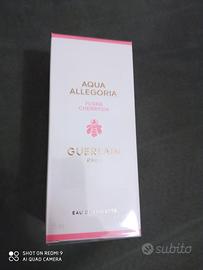 AQUA
ALLEGORIA
FLORA
CHERRYSIA
GUERLAIN
PARIS
EAU DE TOILETTE
SHOT ON REDMI 9
AI QUAD CAMERA
subito